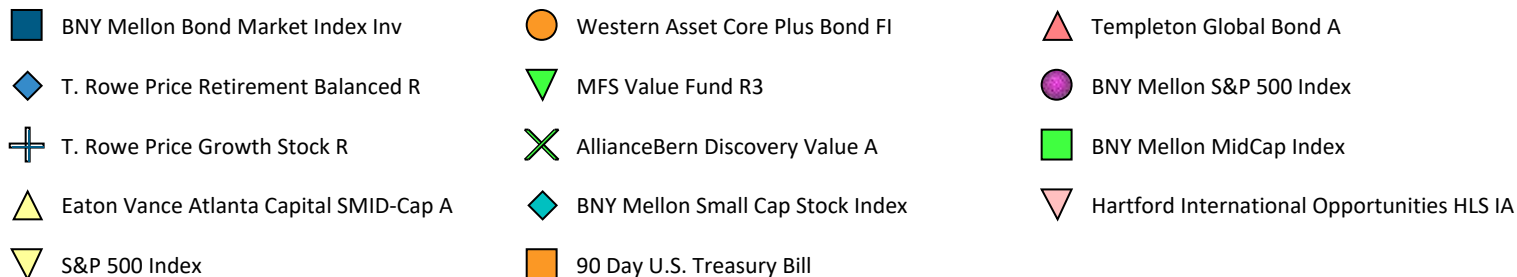 BNY Mellon Bond Market Index Inv
Western Asset Core Plus Bond FI
Templeton Global Bond A
T. Rowe Price Retirement Balanced R
MFS Value Fund R3
BNY Mellon S&P 500 Index
T. Rowe Price Growth Stock R
AllianceBern Discovery Value A
BNY Mellon MidCap Index
Eaton Vance Atlanta Capital SMID-Cap A
BNY Mellon Small Cap Stock Index
Hartford International Opportunities HLS IA
S&P 500 Index
90 Day U.S. Treasury Bill